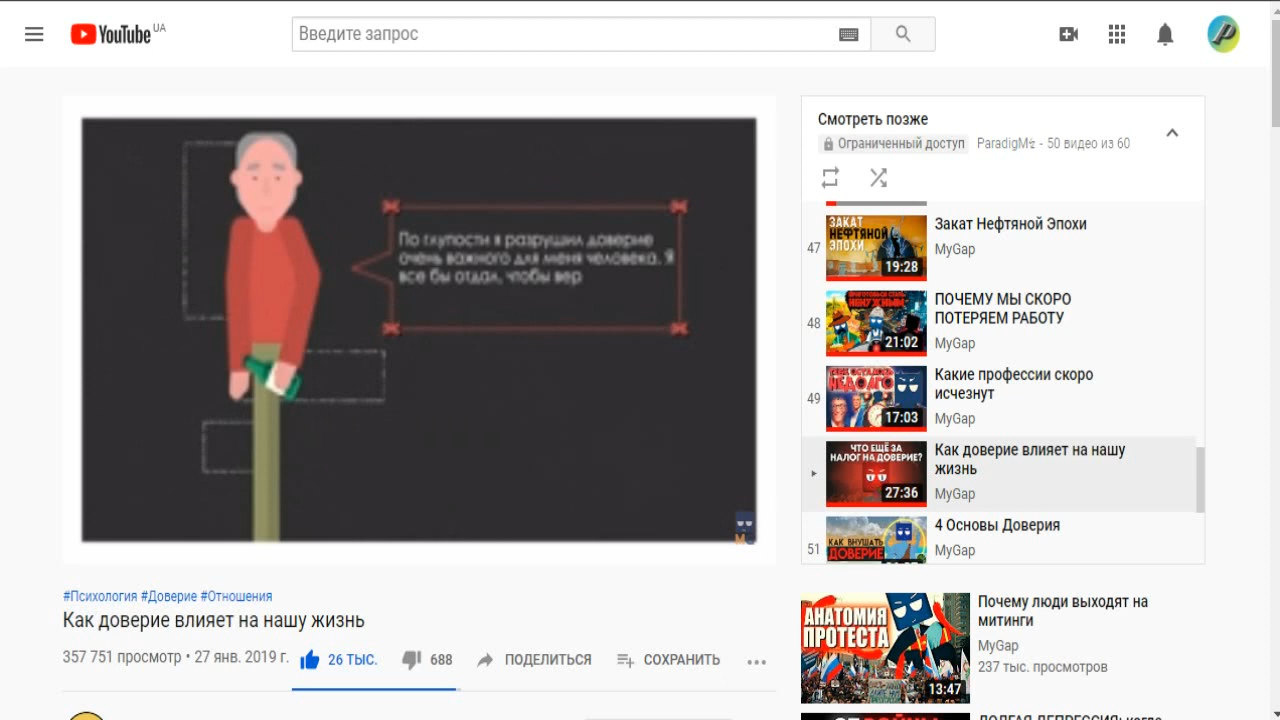 YouTube UA
Введите запрос
По глупости я разрушил доверие
очень важного для меня человека. Я
все бы отдал, чтобы вер
#Психология #Доверие #Отношения
Как доверие влияет на нашу жизнь
357 751 просмотр • 27 янв. 2019 г.
26 ТЫС.
688
ПОДЕЛИТЬСЯ
СОХРАНИТЬ
Смотреть позже
Ограниченный доступ
ParadigM½ - 50 видео из 60
47
ЗАКАТ
НЕФТЯНОЙ
ЭПОХИ
19:28
Закат Нефтяной Эпохи
MyGap
48
21:02
ПОЧЕМУ МЫ СКОРО
ПОТЕРЯЕМ РАБОТУ
MyGap
49
НЕДОЛГО
17:03
Какие профессии скоро
исчезнут
MyGap
ЧТО ЕЩЁ ЗА
НАЛОГ НА ДОВЕРИЕ?
27:36
Как доверие влияет на нашу
жизнь
MyGap
51
КАК ВНУШАТЬ
ДОВЕРИЕ
4 Основы Доверия
MyGap
АНАТОМИЯ
ПРОТЕСТА
13:47
Почему люди выходят на
митинги
MyGap
237 тыс. просмотров